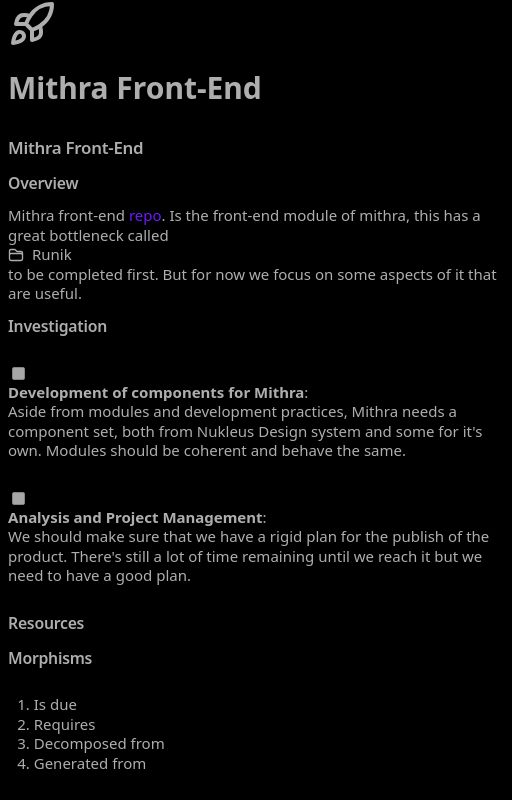 Mithra Front-End
Mithra Front-End
Overview
Mithra front-end repo. Is the front-end module of mithra, this has a
great bottleneck called
Runik
to be completed first. But for now we focus on some aspects of it that
are useful.
Investigation
Development of components for Mithra:
Aside from modules and development practices, Mithra needs a
component set, both from Nukleus Design system and some for it's
own. Modules should be coherent and behave the same.
Analysis and Project Management:
We should make sure that we have a rigid plan for the publish of the
product. There's still a lot of time remaining until we reach it but we
need to have a good plan.
Resources
Morphisms
1. Is due
2. Requires
3. Decomposed from
4. Generated from